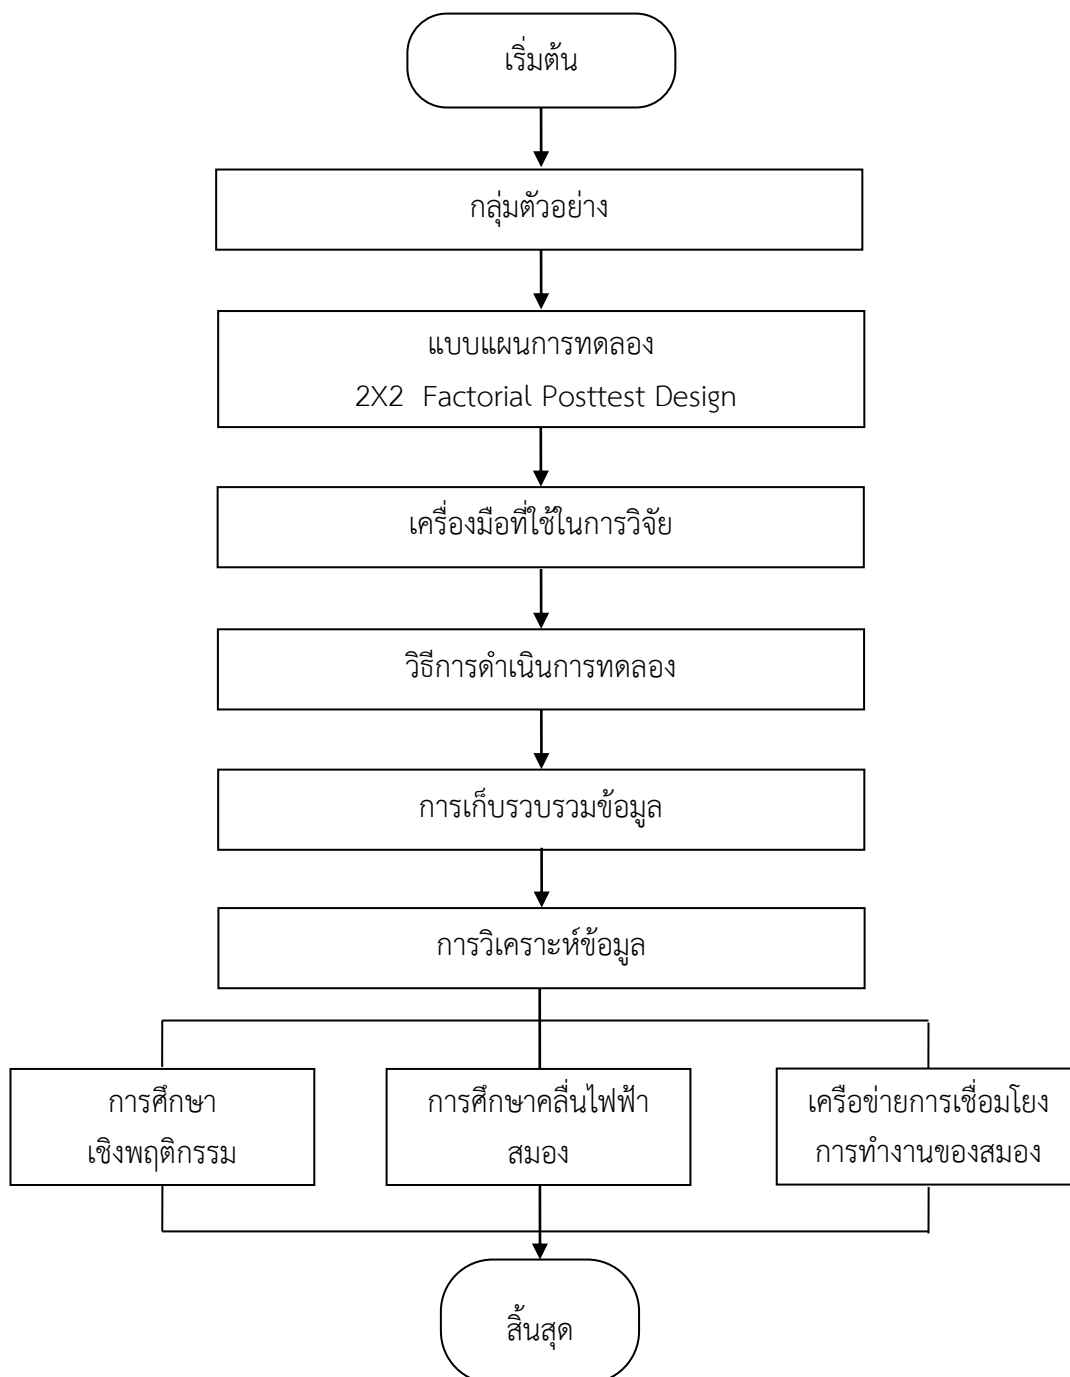 เริ่มต้น
กลุ่มตัวอย่าง
แบบแผนการทดลอง
2X2 Factorial Posttest Design
เครื่องมือที่ใช้ในการวิจัย
วิธีการดำเนินการทดลอง
การเก็บรวบรวมข้อมูล
การวิเคราะห์ข้อมูล
การศึกษา
เชิงพฤติกรรม
การศึกษาคลื่นไฟฟ้า
สมอง
เครือข่ายการเชื่อมโยง
การทำงานของสมอง
สิ้นสุด